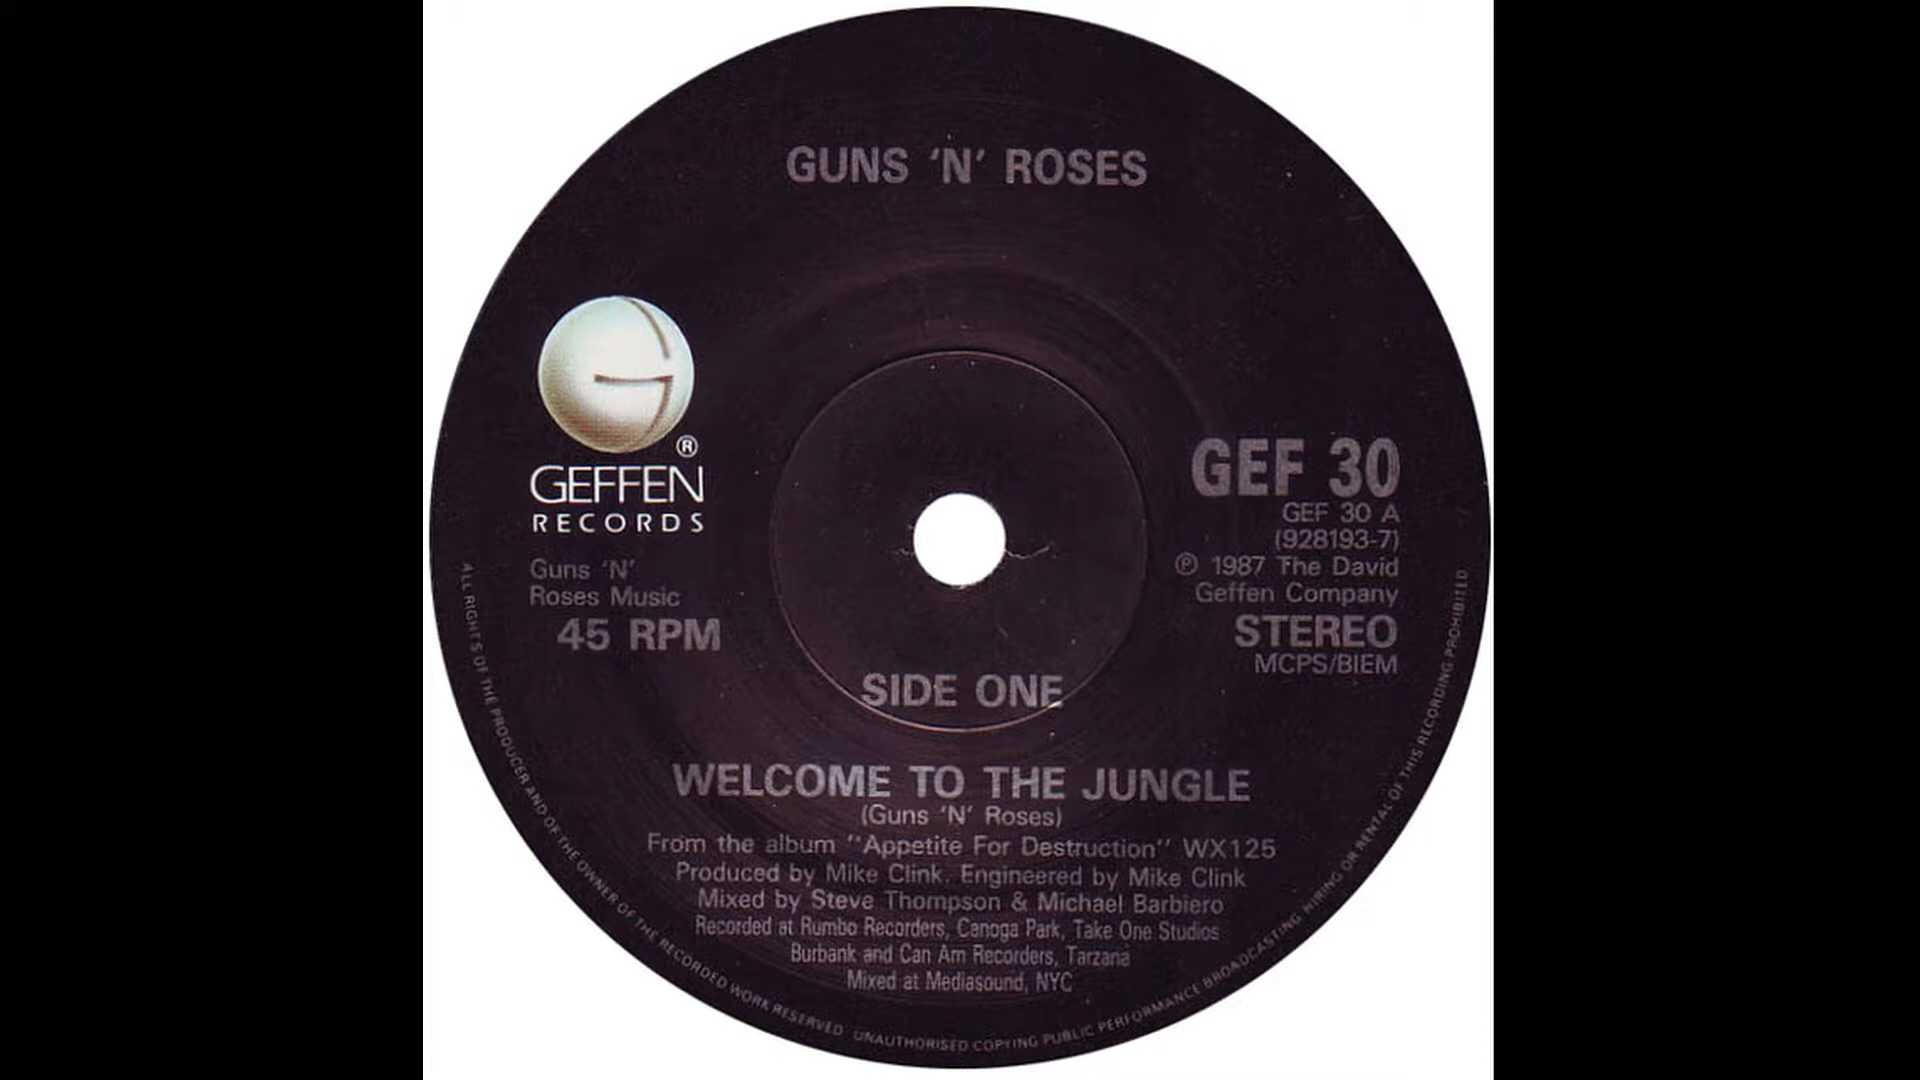 GUNS 'N' ROSES
®
GEFFEN
RECORDS
Guns 'N'
Roses Music
45 RPM
GEF 30
GEF 30 A
(928193-7)
℗ 1987 The David
Geffen Company
STEREO
MCPS/BIEM
SIDE ONE
WELCOME TO THE JUNGLE
(Guns 'N' Roses)
From the album "Appetite For Destruction" WX125
Produced by Mike Clink. Engineered by Mike Clink
Mixed by Steve Thompson & Michael Barbiero
Recorded at Rumbo Recorders, Canoga Park, Take One Studios
Burbank and Can Am Recorders, Tarzana
Mixed at Mediasound, NYC
ALL RIGHTS OF THE PRODUCER AND OF THE OWNER OF THE RECORDED WORK RESERVED UNAUTHORISED COPYING PUBLIC PERFORMANCE BROADCASTING HIRING OR RENTAL OF THIS RECORDING PROHIBITED